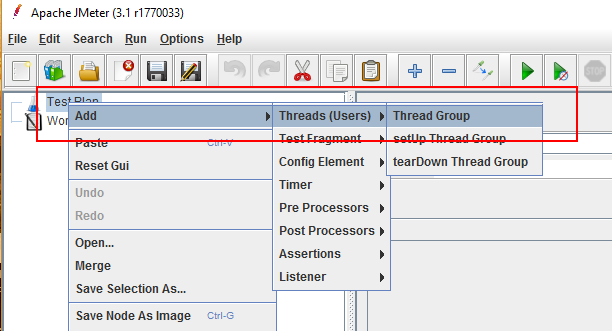 Apache JMeter (3.1 r1770033)
File Edit Search Run Options Help
STOP
Test Plan
Wor
Add Threads (Users) Thread Group
Test Fragment setUp Thread Group
Paste Ctrl-V Config Element tearDown Thread Group
Reset Gui Timer
Undo Pre Processors
Redo Post Processors
Open... Assertions
Merge Listener
Save Selection As...
Save Node As Image Ctrl-G